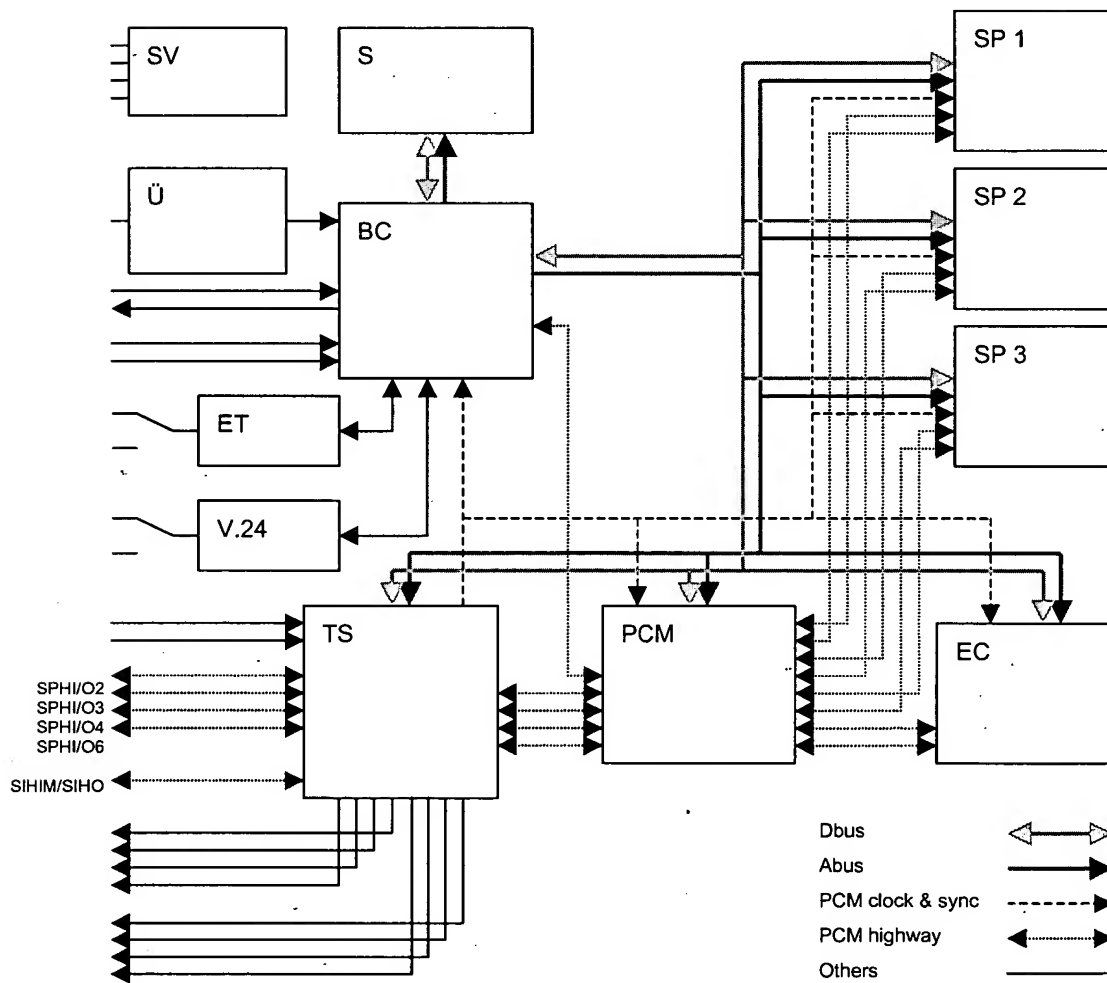 SV
S
SP 1
Ü
BC
SP 2
SP 3
ET
V.24
TS
PCM
EC
SPHI/O2
SPHI/O3
SPHI/O4
SPHI/O6
SIHIM/SIHO
Dbus
Abus
PCM clock & sync
PCM highway
Others